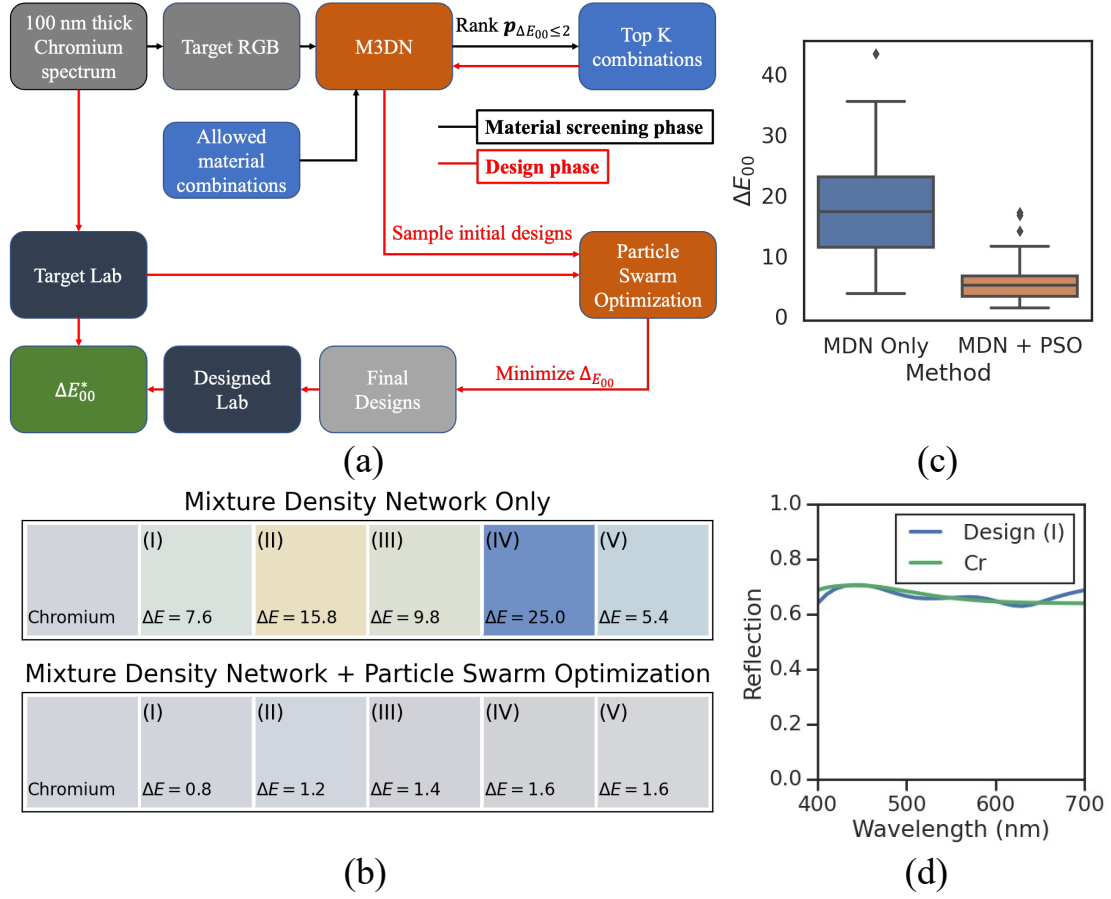 100 nm thick
Chromium
spectrum
Target RGB
M3DN
Rank p_{ΔE₀₀≤2}
Top K
combinations
Allowed
material
combinations
Material screening phase
Design phase
Sample initial designs
Target Lab
Particle
Swarm
Optimization
ΔE*₀₀
Designed
Lab
Final
Designs
Minimize Δ_{E₀₀}
(a)
ΔE₀₀
40
30
20
10
0
MDN Only
MDN + PSO
Method
(c)
Mixture Density Network Only
(I)
(II)
(III)
(IV)
(V)
Chromium
ΔE = 7.6
ΔE = 15.8
ΔE = 9.8
ΔE = 25.0
ΔE = 5.4
Mixture Density Network + Particle Swarm Optimization
(I)
(II)
(III)
(IV)
(V)
Chromium
ΔE = 0.8
ΔE = 1.2
ΔE = 1.4
ΔE = 1.6
ΔE = 1.6
(b)
Reflection
1.0
0.8
0.6
0.4
0.2
0.0
Design (I)
Cr
400
500
600
700
Wavelength (nm)
(d)